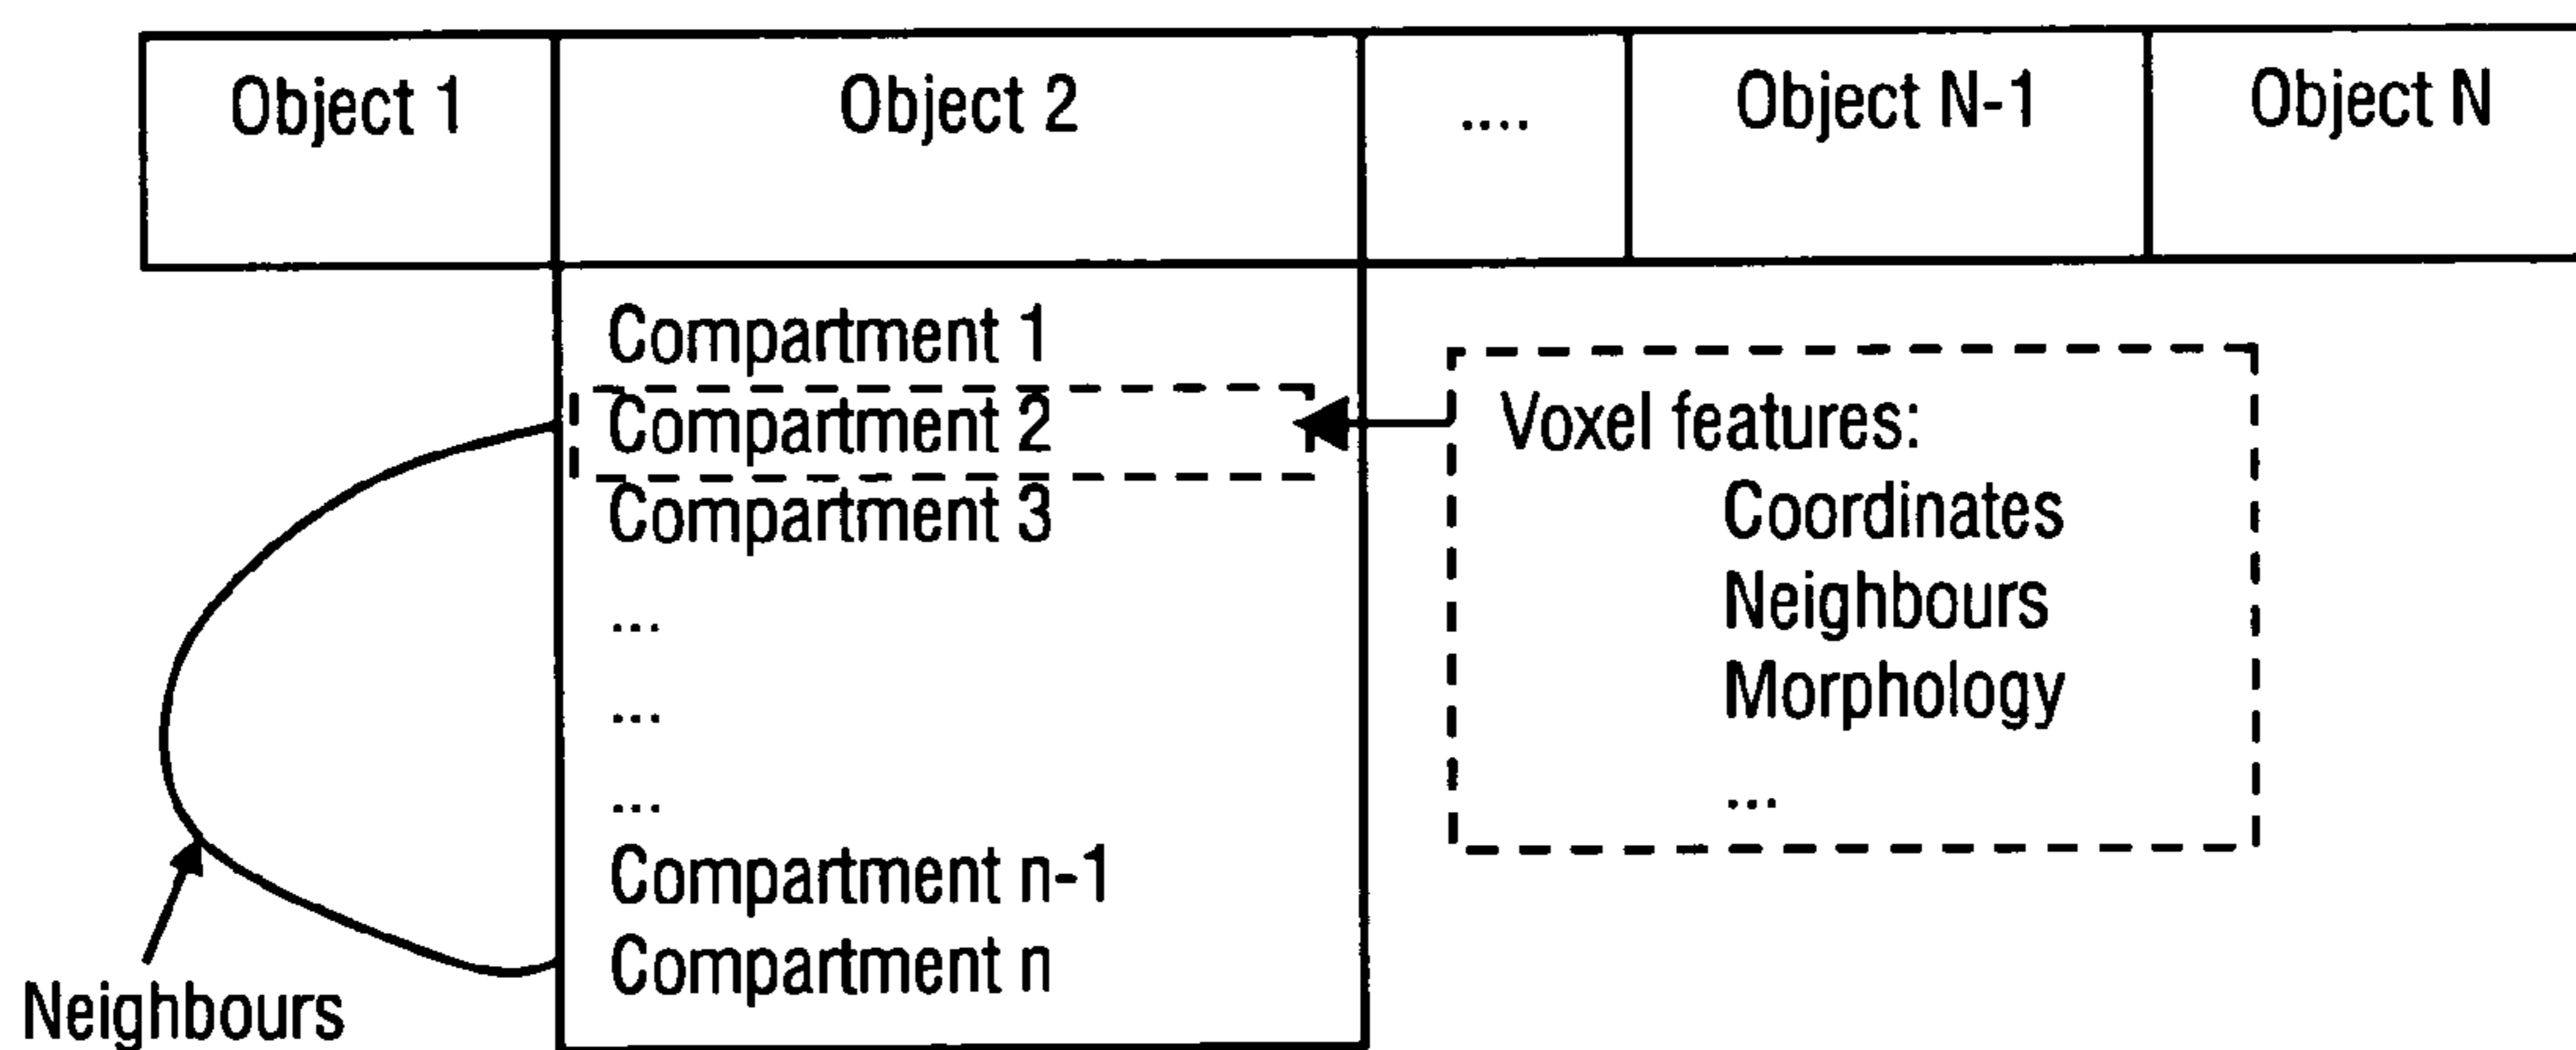 Object 1 Object 2 .... Object N-1 Object N
Compartment 1
Compartment 2
Compartment 3
...
...
...
Compartment n-1
Compartment n
Voxel features:
Coordinates
Neighbours
Morphology
...
Neighbours